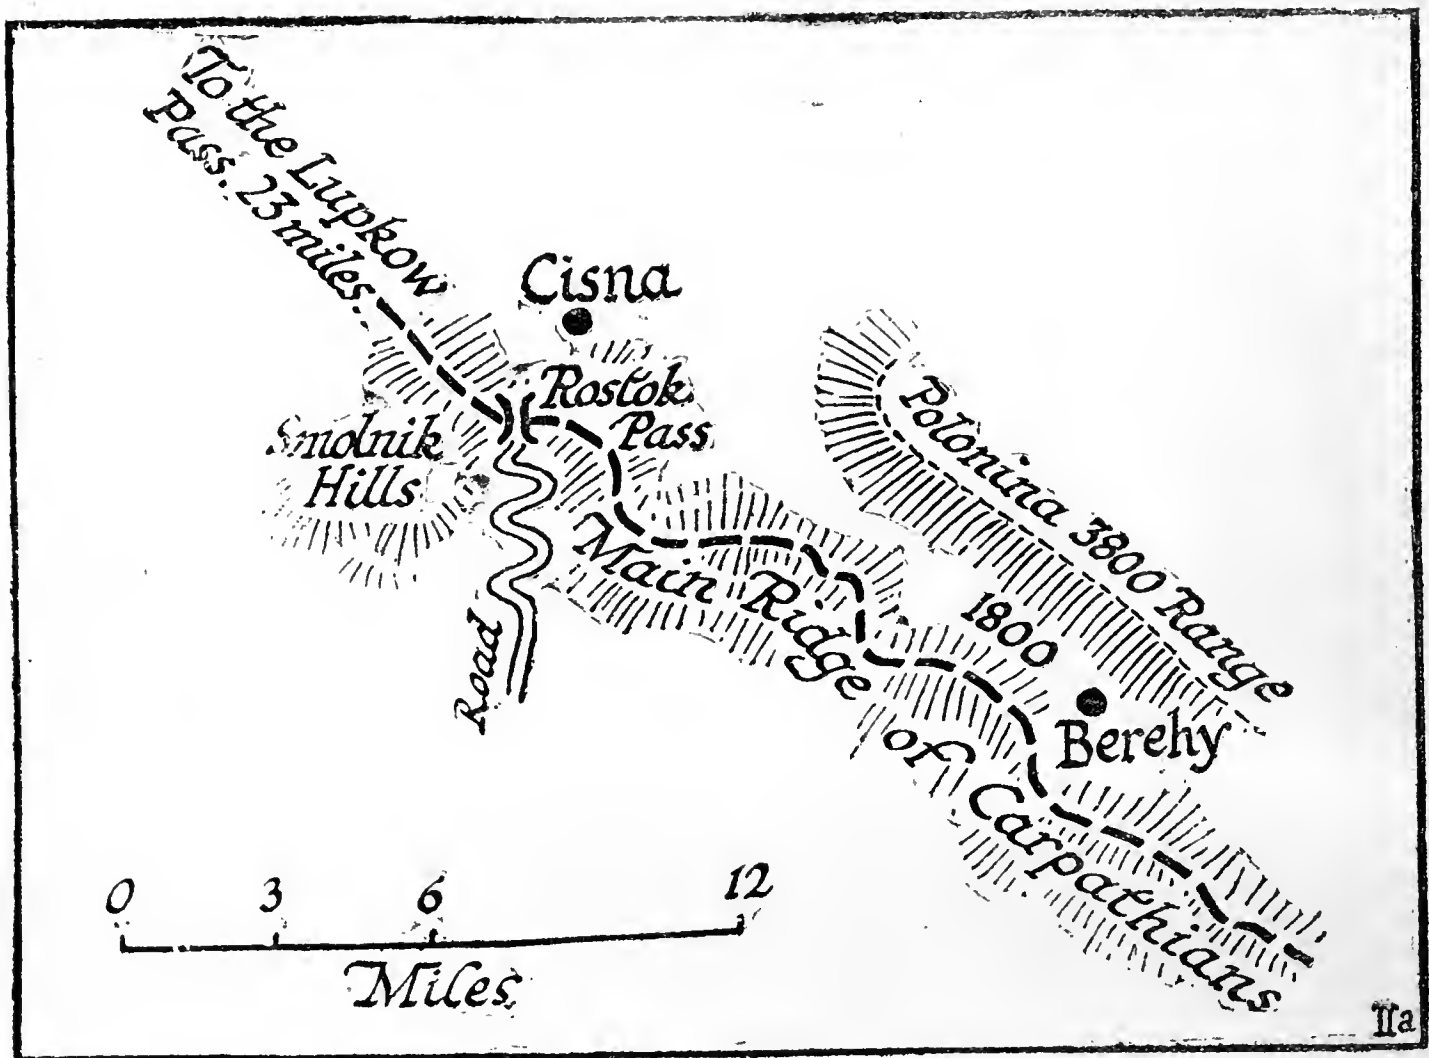 To the Lupkow
Pass. 23 miles.
Cisna
Rostok
Pass
Smolnik
Hills
Polonina 3800 Range
Main Ridge of Carpathians
1800
Road
Berehy
0 3 6 12
Miles
IIa